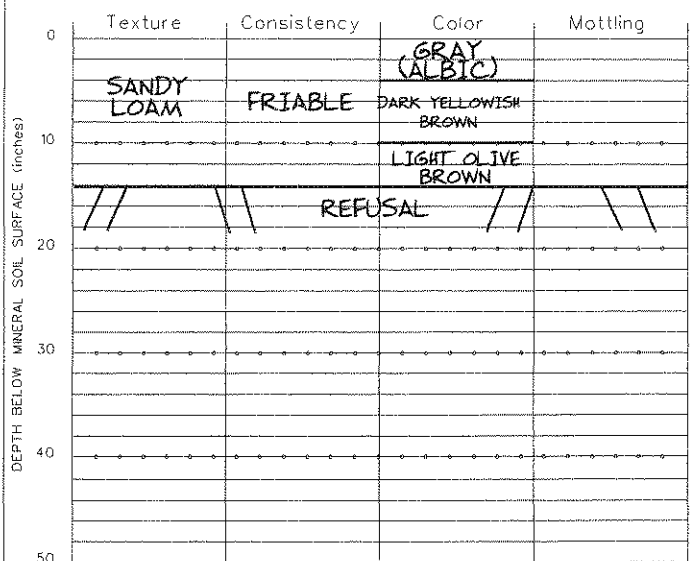 Texture Consistency Color Mottling
DEPTH BELOW MINERAL SOIL SURFACE (inches)
0
GRAY
(ALBIC)
SANDY
LOAM
FRIABLE
DARK YELLOWISH
BROWN
10
LIGHT OLIVE
BROWN
REFUSAL
20
30
40
50